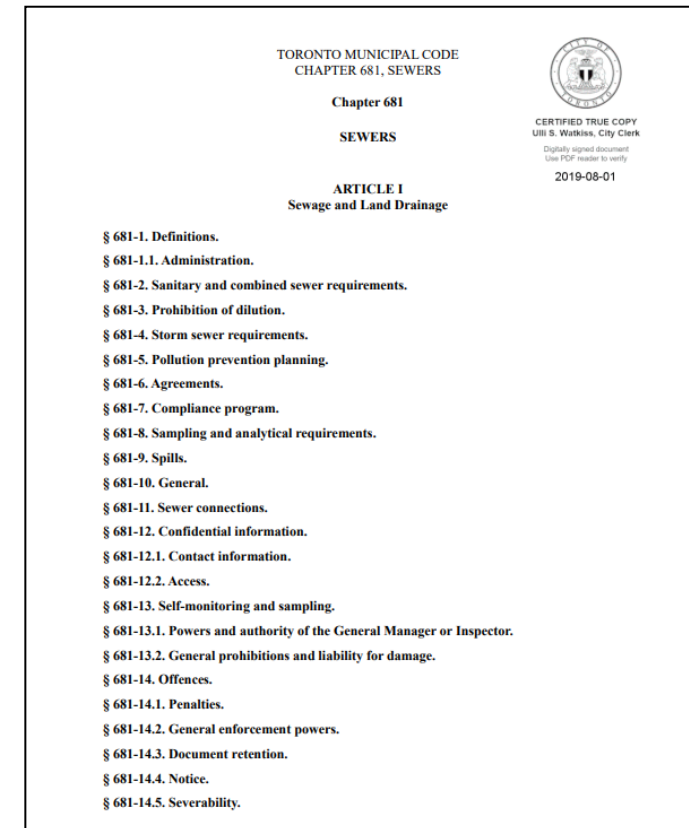 TORONTO MUNICIPAL CODE
CHAPTER 681, SEWERS
Chapter 681
SEWERS
CITY OF
TORONTO
CERTIFIED TRUE COPY
Ulli S. Watkiss, City Clerk
Digitally signed document
Use PDF reader to verify
2019-08-01
ARTICLE I
Sewage and Land Drainage
§ 681-1. Definitions.
§ 681-1.1. Administration.
§ 681-2. Sanitary and combined sewer requirements.
§ 681-3. Prohibition of dilution.
§ 681-4. Storm sewer requirements.
§ 681-5. Pollution prevention planning.
§ 681-6. Agreements.
§ 681-7. Compliance program.
§ 681-8. Sampling and analytical requirements.
§ 681-9. Spills.
§ 681-10. General.
§ 681-11. Sewer connections.
§ 681-12. Confidential information.
§ 681-12.1. Contact information.
§ 681-12.2. Access.
§ 681-13. Self-monitoring and sampling.
§ 681-13.1. Powers and authority of the General Manager or Inspector.
§ 681-13.2. General prohibitions and liability for damage.
§ 681-14. Offences.
§ 681-14.1. Penalties.
§ 681-14.2. General enforcement powers.
§ 681-14.3. Document retention.
§ 681-14.4. Notice.
§ 681-14.5. Severability.